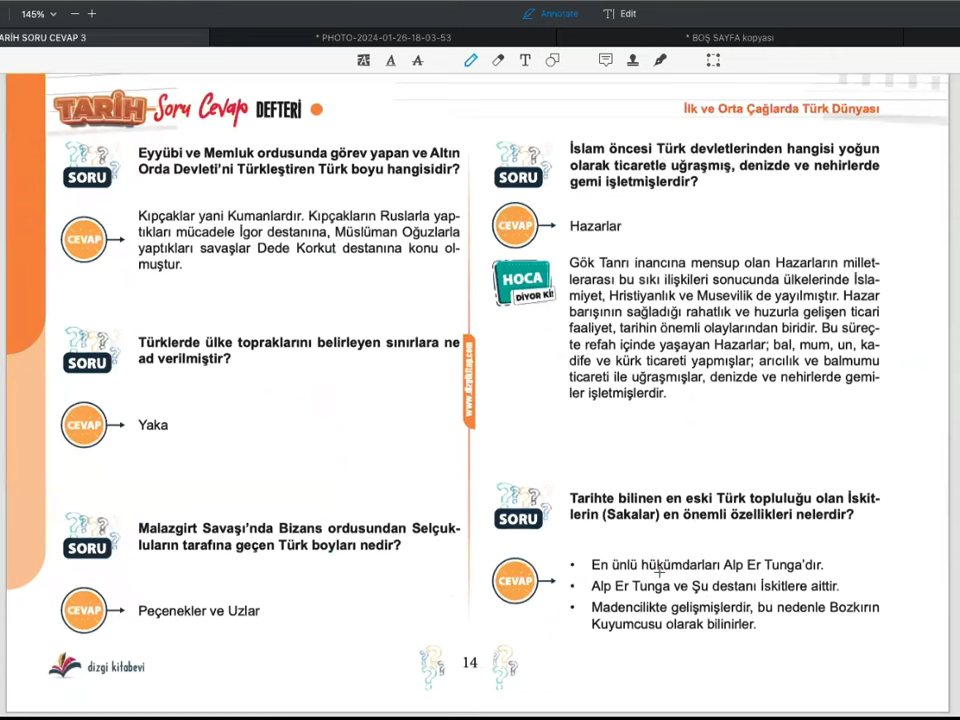 145%
Annotate
Edit
TARİH SORU CEVAP 3
* PHOTO-2024-01-26-18-03-53
* BOŞ SAYFA kopyası
TARİH Soru Cevap DEFTERİ
İlk ve Orta Çağlarda Türk Dünyası
SORU
Eyyübi ve Memluk ordusunda görev yapan ve Altın
Orda Devleti'ni Türkleştiren Türk boyu hangisidir?
CEVAP
Kıpçaklar yani Kumanlardır. Kıpçakların Ruslarla yap-
tıkları mücadele İgor destanına, Müslüman Oğuzlarla
yaptıkları savaşlar Dede Korkut destanına konu ol-
muştur.
SORU
Türklerde ülke topraklarını belirleyen sınırlara ne
ad verilmiştir?
CEVAP
Yaka
SORU
Malazgirt Savaşı'nda Bizans ordusundan Selçuk-
luların tarafına geçen Türk boyları nedir?
CEVAP
Peçenekler ve Uzlar
www.dizgikitap.com
SORU
İslam öncesi Türk devletlerinden hangisi yoğun
olarak ticaretle uğraşmış, denizde ve nehirlerde
gemi işletmişlerdir?
CEVAP
Hazarlar
HOCA
DİYOR Kİ!
Gök Tanrı inancına mensup olan Hazarların millet-
lerarası bu sıkı ilişkileri sonucunda ülkelerinde İsla-
miyet, Hristiyanlık ve Musevilik de yayılmıştır. Hazar
barışının sağladığı rahatlık ve huzurla gelişen ticari
faaliyet, tarihin önemli olaylarından biridir. Bu süreç-
te refah içinde yaşayan Hazarlar; bal, mum, un, ka-
dife ve kürk ticareti yapmışlar; arıcılık ve balmumu
ticareti ile uğraşmışlar, denizde ve nehirlerde gemi-
ler işletmişlerdir.
SORU
Tarihte bilinen en eski Türk topluluğu olan İskit-
lerin (Sakalar) en önemli özellikleri nelerdir?
CEVAP
• En ünlü hükümdarları Alp Er Tunga'dır.
• Alp Er Tunga ve Şu destanı İskitlere aittir.
• Madencilikte gelişmişlerdir, bu nedenle Bozkırın
Kuyumcusu olarak bilinirler.
dizgi kitabevi
14